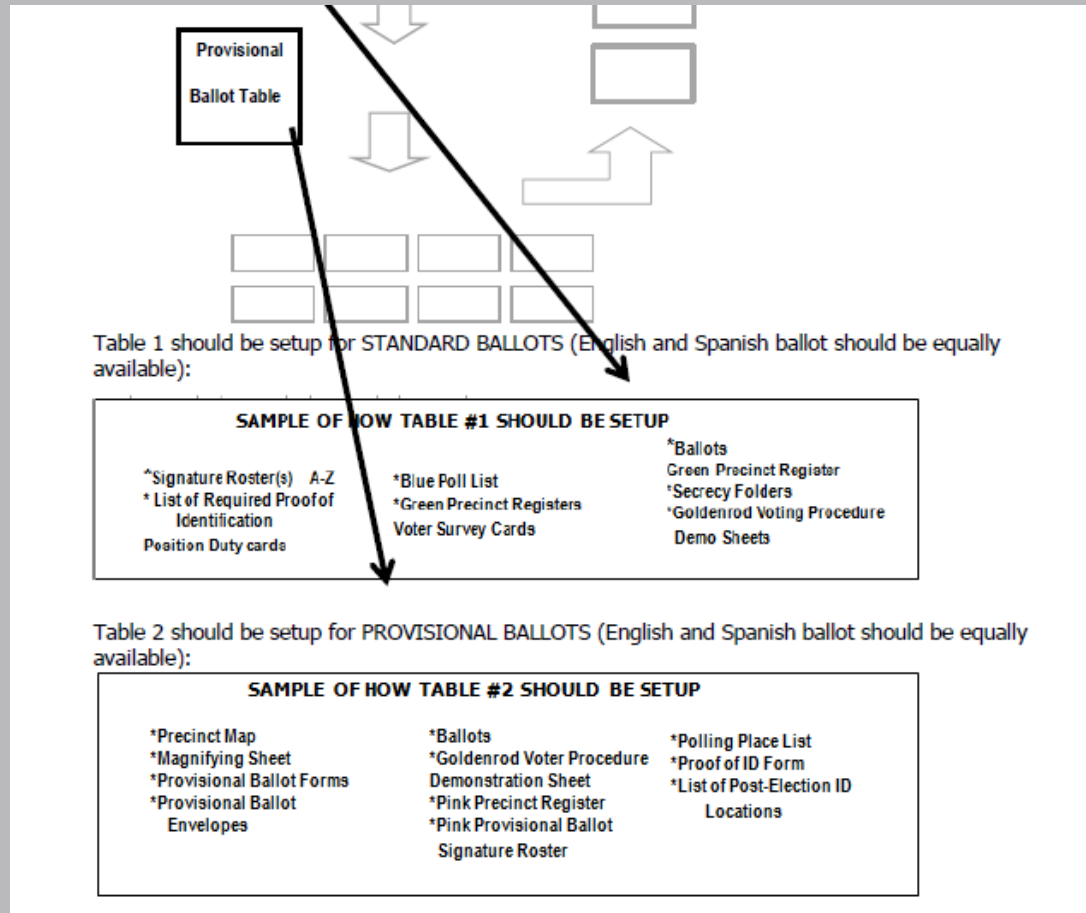 Provisional
Ballot Table
Table 1 should be setup for STANDARD BALLOTS (English and Spanish ballot should be equally
available):
SAMPLE OF HOW TABLE #1 SHOULD BE SETUP
*Signature Roster(s) A-Z
* List of Required Proof of
Identification
Position Duty cards
*Blue Poll List
*Green Precinct Registers
Voter Survey Cards
*Ballots
Green Precinct Register
*Secrecy Folders
*Goldenrod Voting Procedure
Demo Sheets
Table 2 should be setup for PROVISIONAL BALLOTS (English and Spanish ballot should be equally
available):
SAMPLE OF HOW TABLE #2 SHOULD BE SETUP
*Precinct Map
*Magnifying Sheet
*Provisional Ballot Forms
*Provisional Ballot
Envelopes
*Ballots
*Goldenrod Voter Procedure
Demonstration Sheet
*Pink Precinct Register
*Pink Provisional Ballot
Signature Roster
*Polling Place List
*Proof of ID Form
*List of Post-Election ID
Locations